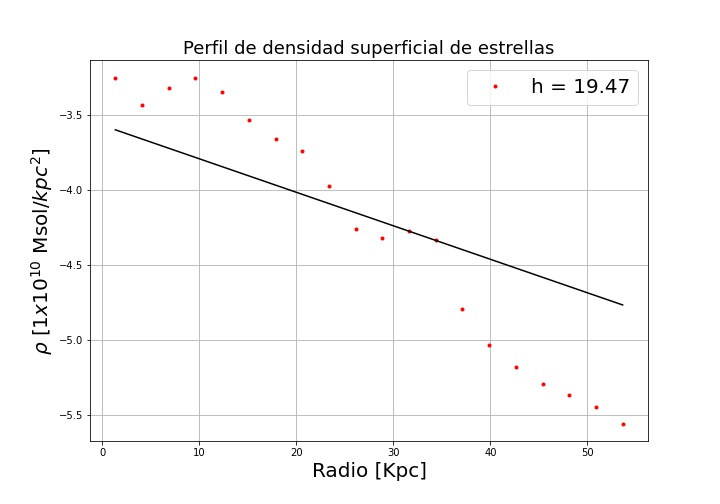 Perfil de densidad superficial de estrellas
h = 19.47
−3.5
−4.0
−4.5
−5.0
−5.5
ρ [1x10¹⁰ Msol/kpc²]
0 10 20 30 40 50
Radio [Kpc]